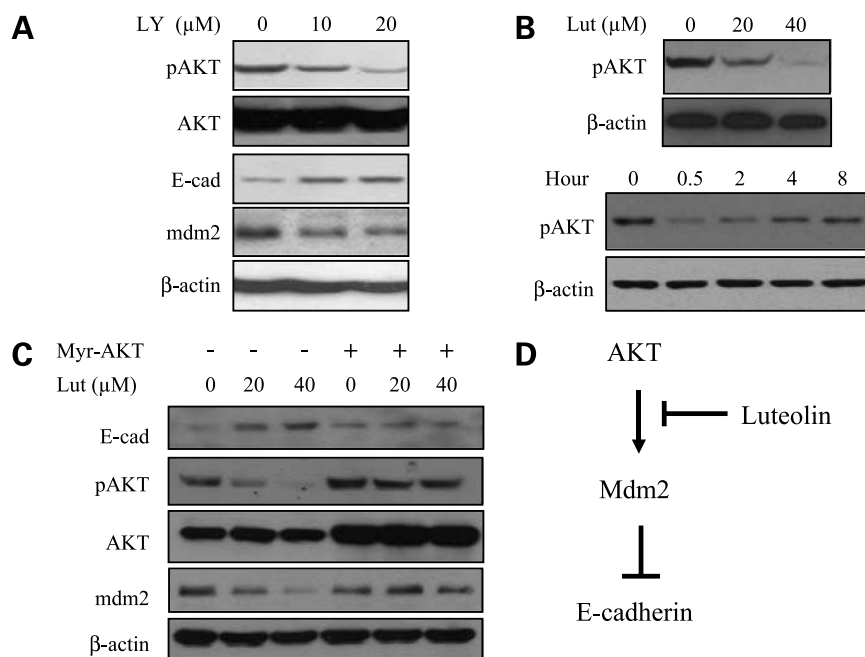 A
LY (μM) 0 10 20
pAKT
AKT
E-cad
mdm2
β-actin
B
Lut (μM) 0 20 40
pAKT
β-actin
Hour 0 0.5 2 4 8
pAKT
β-actin
C
Myr-AKT - - - + + +
Lut (μM) 0 20 40 0 20 40
E-cad
pAKT
AKT
mdm2
β-actin
D
AKT
Luteolin
Mdm2
E-cadherin